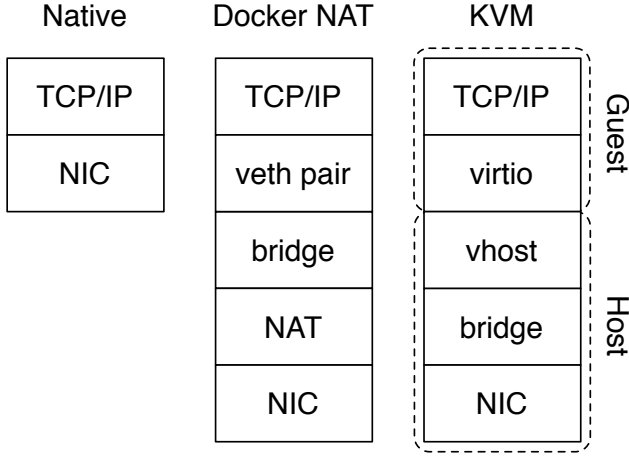 Native
TCP/IP
NIC
Docker NAT
TCP/IP
veth pair
bridge
NAT
NIC
KVM
TCP/IP
virtio
vhost
bridge
NIC
Guest
Host